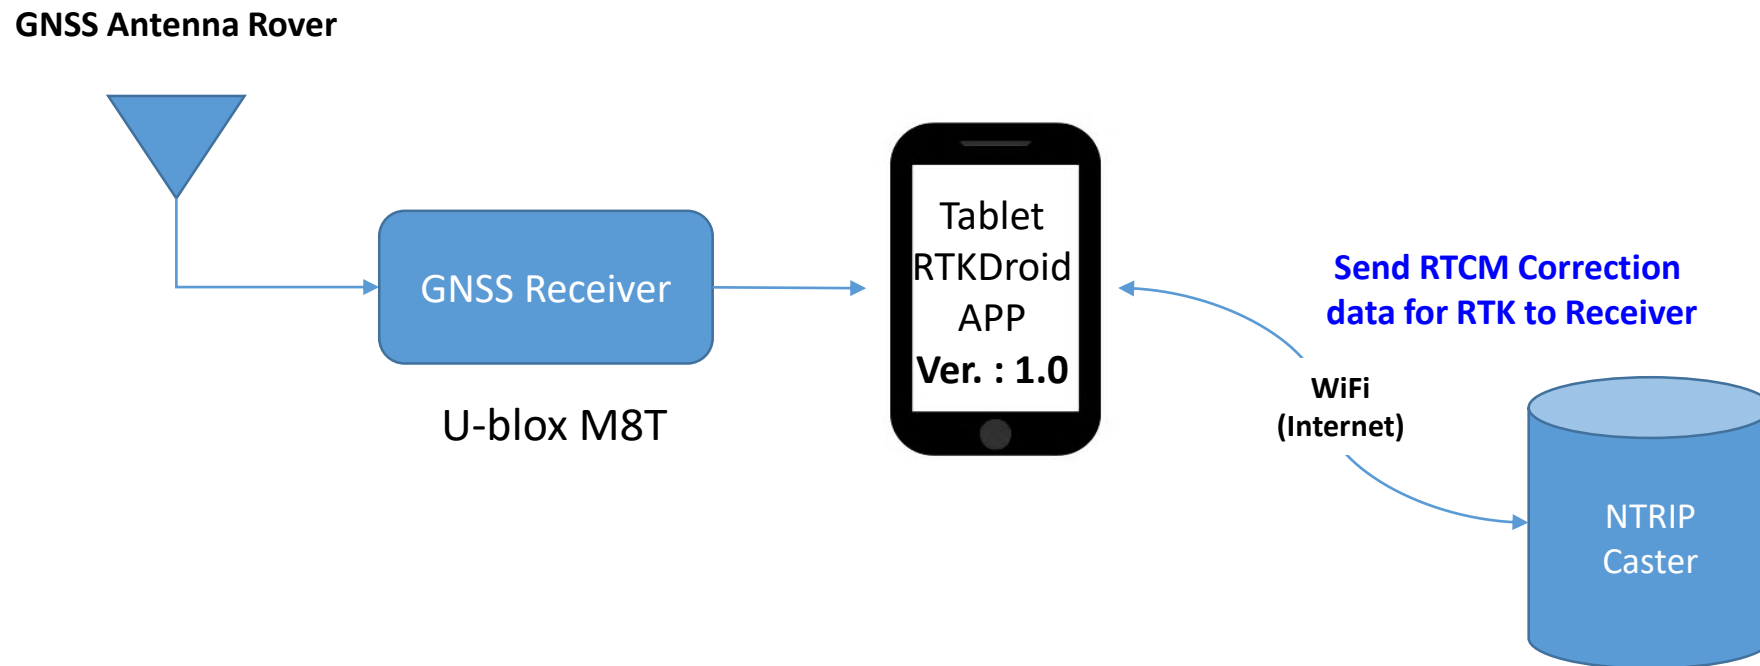 GNSS Antenna Rover
GNSS Receiver
U-blox M8T
Tablet
RTKDroid
APP
Ver. : 1.0
Send RTCM Correction
data for RTK to Receiver
WiFi
(Internet)
NTRIP
Caster